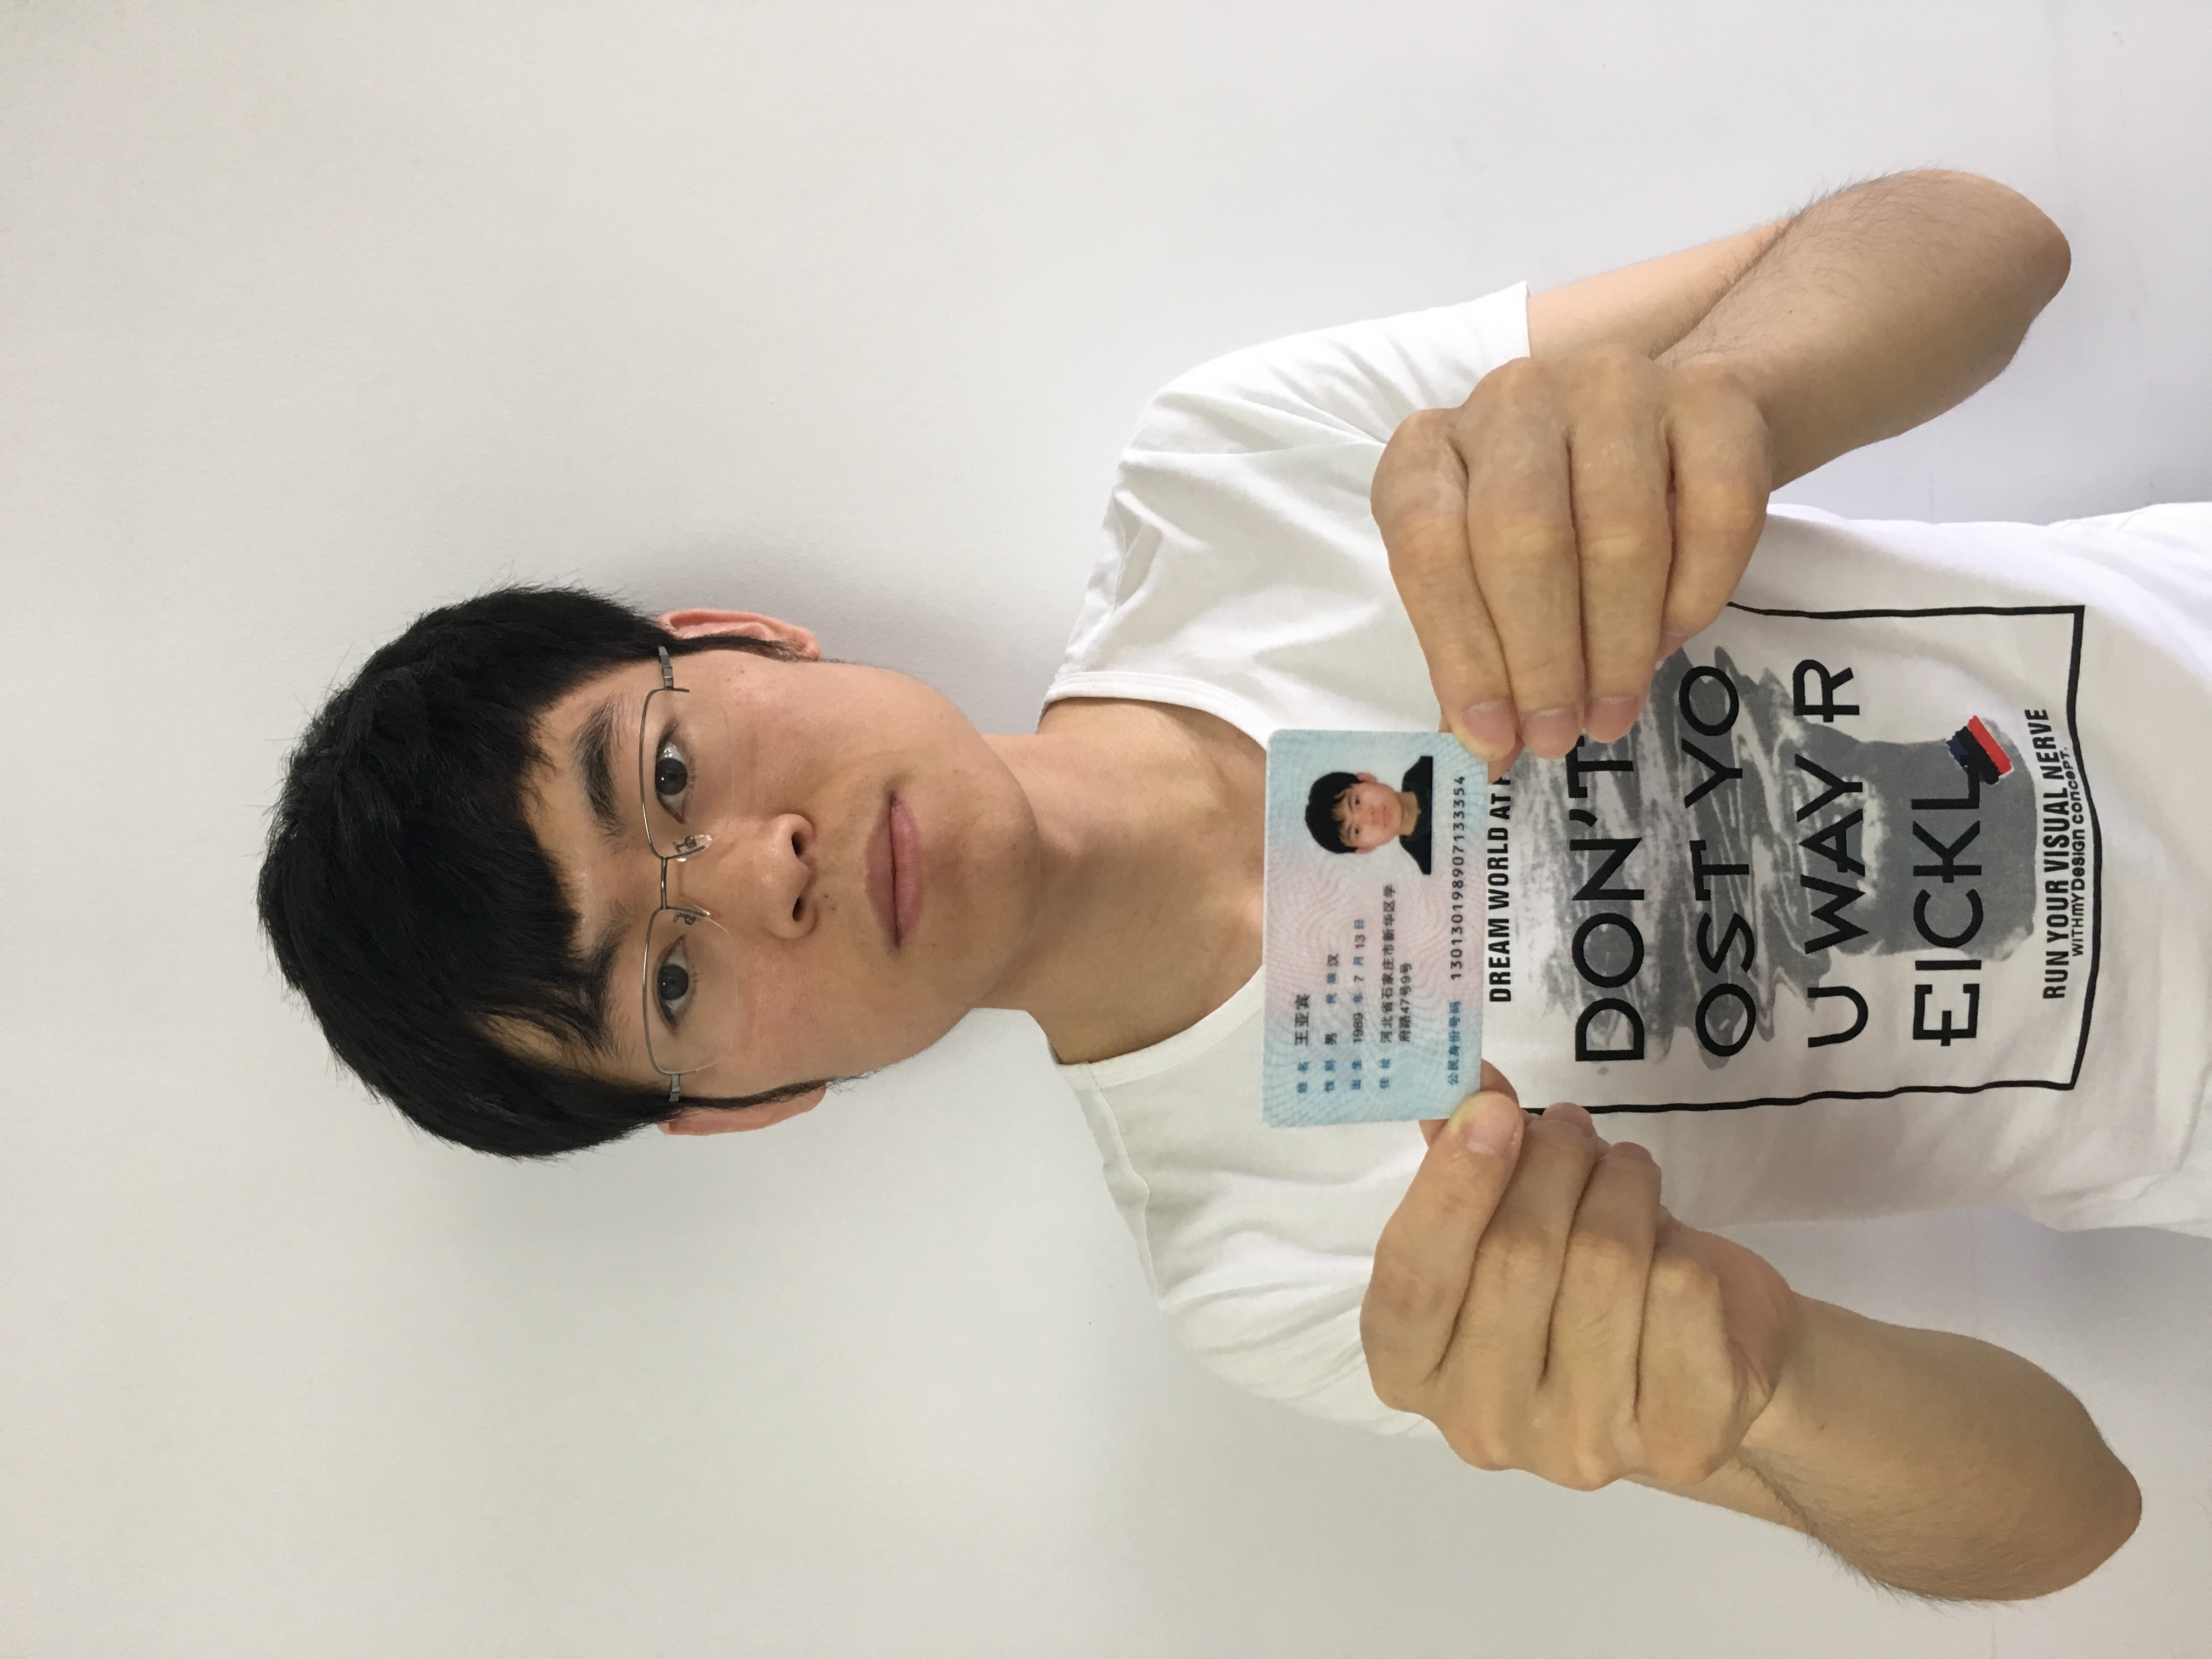 姓名 王亚宾
性别 男 民族 汉
出生 1989 年 7 月 13 日
住址 河北省石家庄市新华区学
府路47号9号
公民身份号码 130130198907133354
DREAM WORLD AT
DON'T
OST YO
U WAY R
EICKL
RUN YOUR VISUAL NERVE
WITHmYDesign concePT.